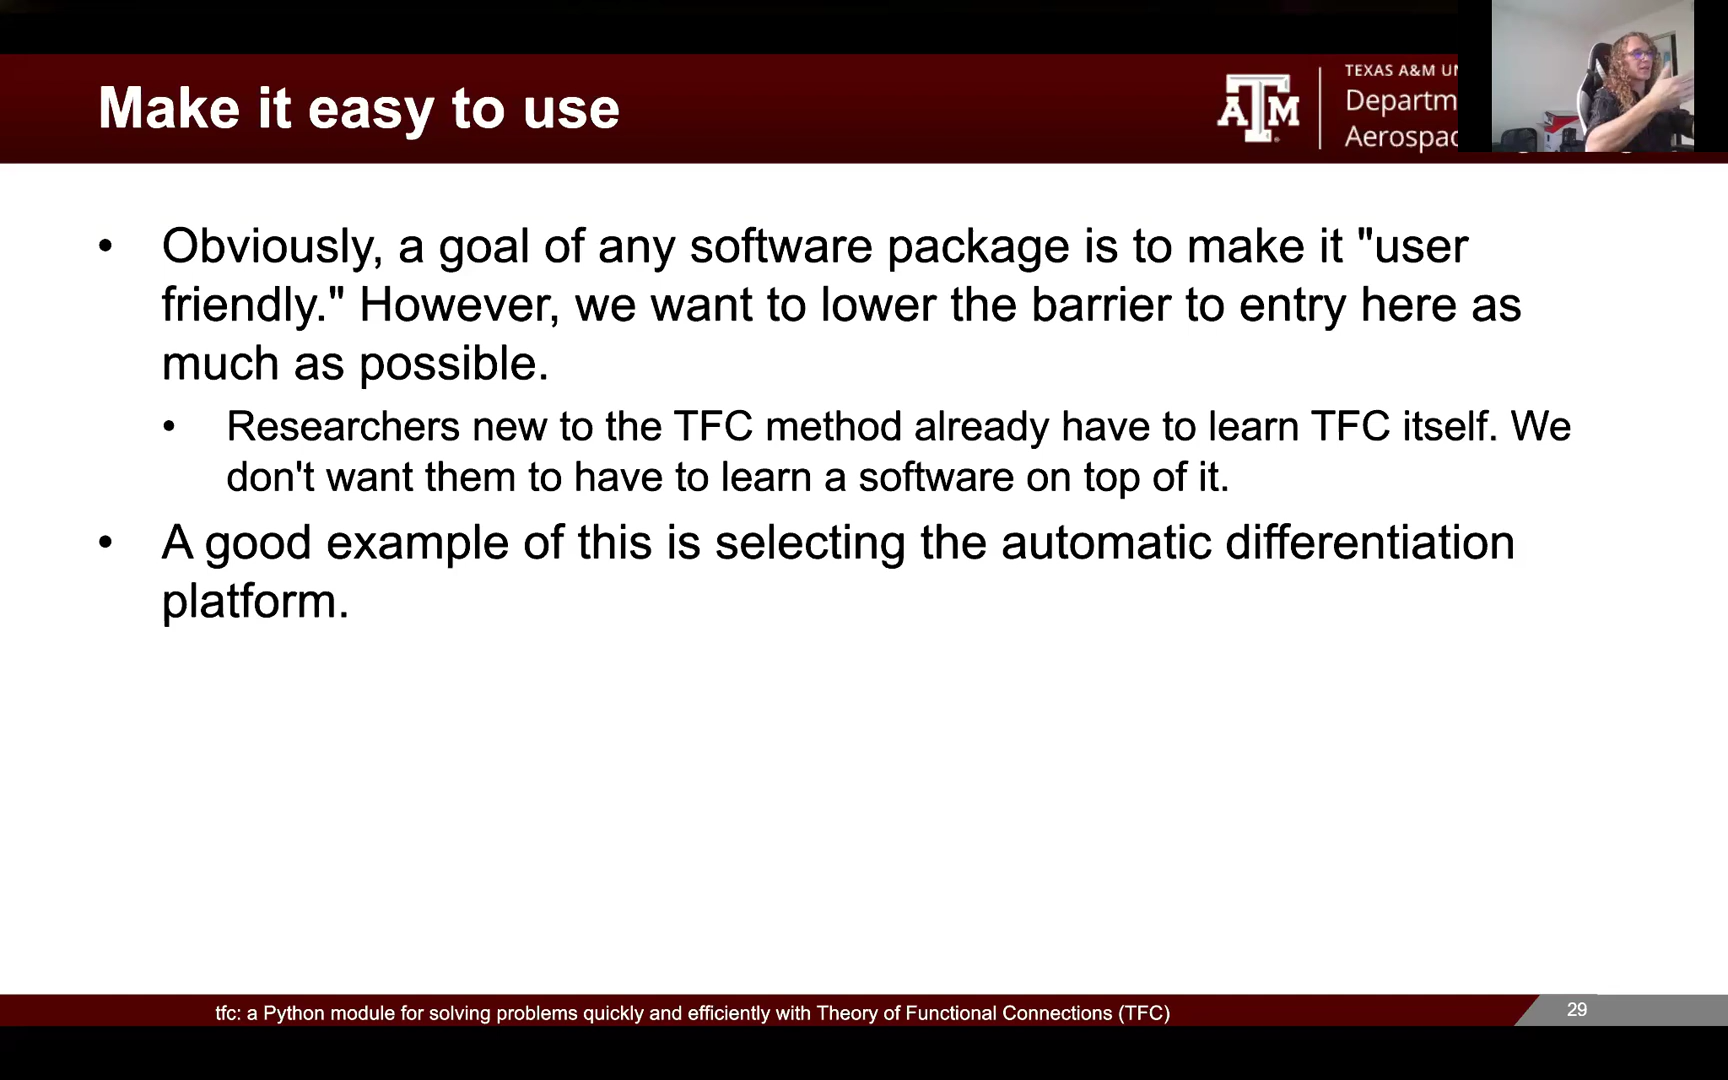 Make it easy to use
TEXAS A&M
Departm
Aerospac
• Obviously, a goal of any software package is to make it "user
friendly." However, we want to lower the barrier to entry here as
much as possible.
• Researchers new to the TFC method already have to learn TFC itself. We
don't want them to have to learn a software on top of it.
• A good example of this is selecting the automatic differentiation
platform.
tfc: a Python module for solving problems quickly and efficiently with Theory of Functional Connections (TFC)
29